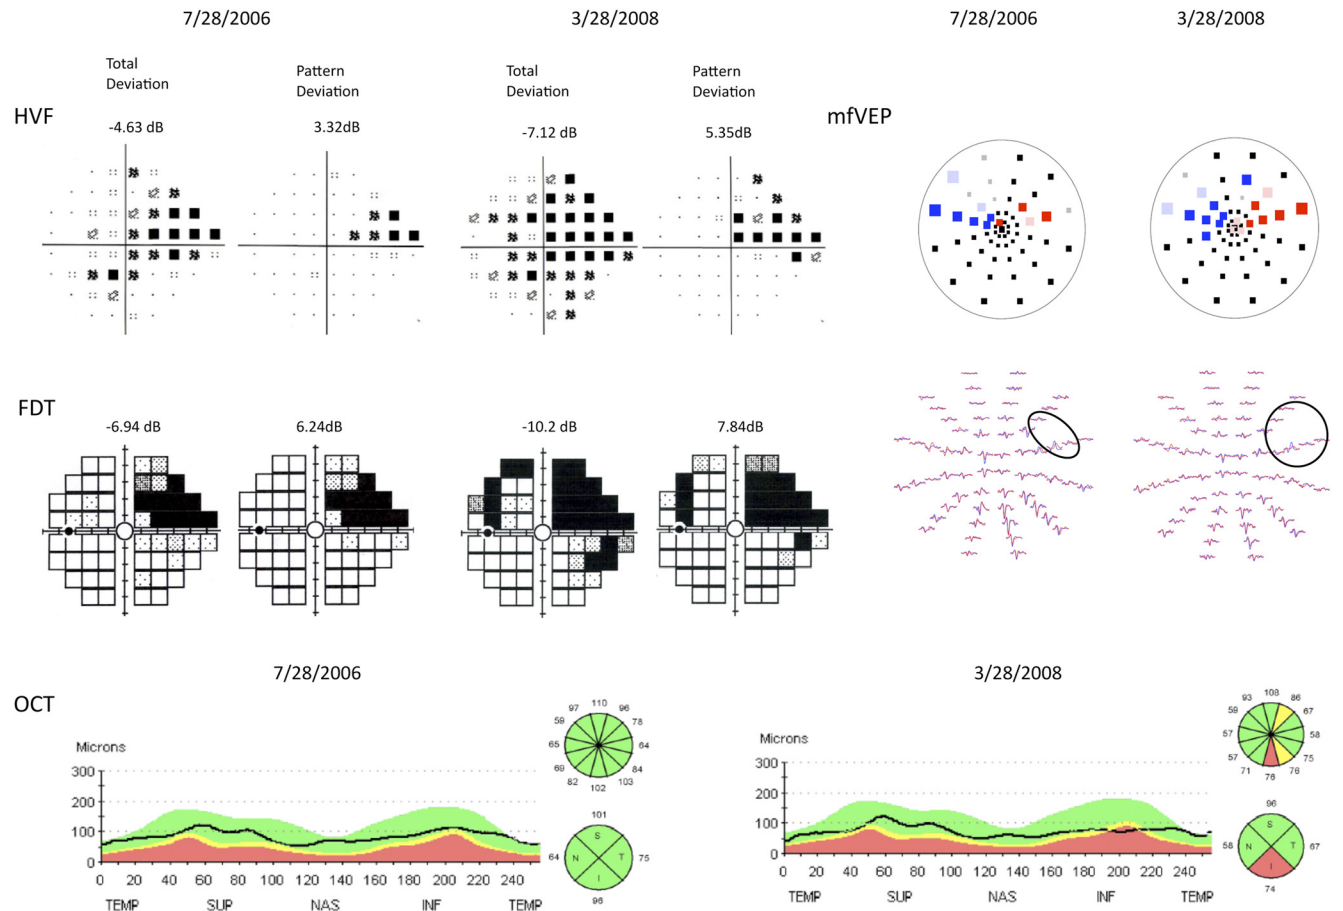 7/28/2006
3/28/2008
7/28/2006
3/28/2008
Total
Deviation
Pattern
Deviation
Total
Deviation
Pattern
Deviation
HVF
-4.63 dB
3.32dB
-7.12 dB
5.35dB
mfVEP
FDT
-6.94 dB
6.24dB
-10.2 dB
7.84dB
7/28/2006
3/28/2008
OCT
Microns
300
200
100
0
0 20 40 60 80 100 120 140 160 180 200 220 240
TEMP SUP NAS INF TEMP
110
97 96
59 78
65 64
69 84
82 103
102
101
S
64 N T 75
I
96
Microns
300
200
100
0
0 20 40 60 80 100 120 140 160 180 200 220 240
TEMP SUP NAS INF TEMP
108
93 86
59 67
57 58
57 75
71 76
76
96
S
58 N T 67
I
74